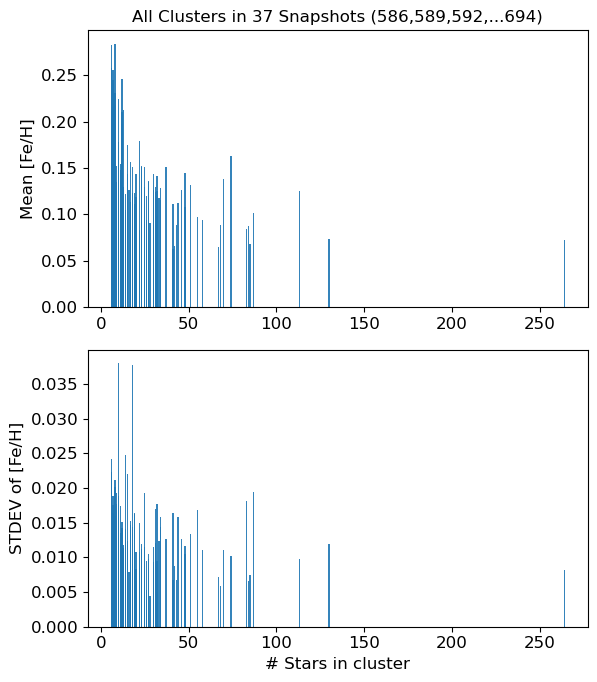 All Clusters in 37 Snapshots (586,589,592,...694)
Mean [Fe/H]
0.25
0.20
0.15
0.10
0.05
0.00
0 50 100 150 200 250
STDEV of [Fe/H]
0.035
0.030
0.025
0.020
0.015
0.010
0.005
0.000
0 50 100 150 200 250
# Stars in cluster